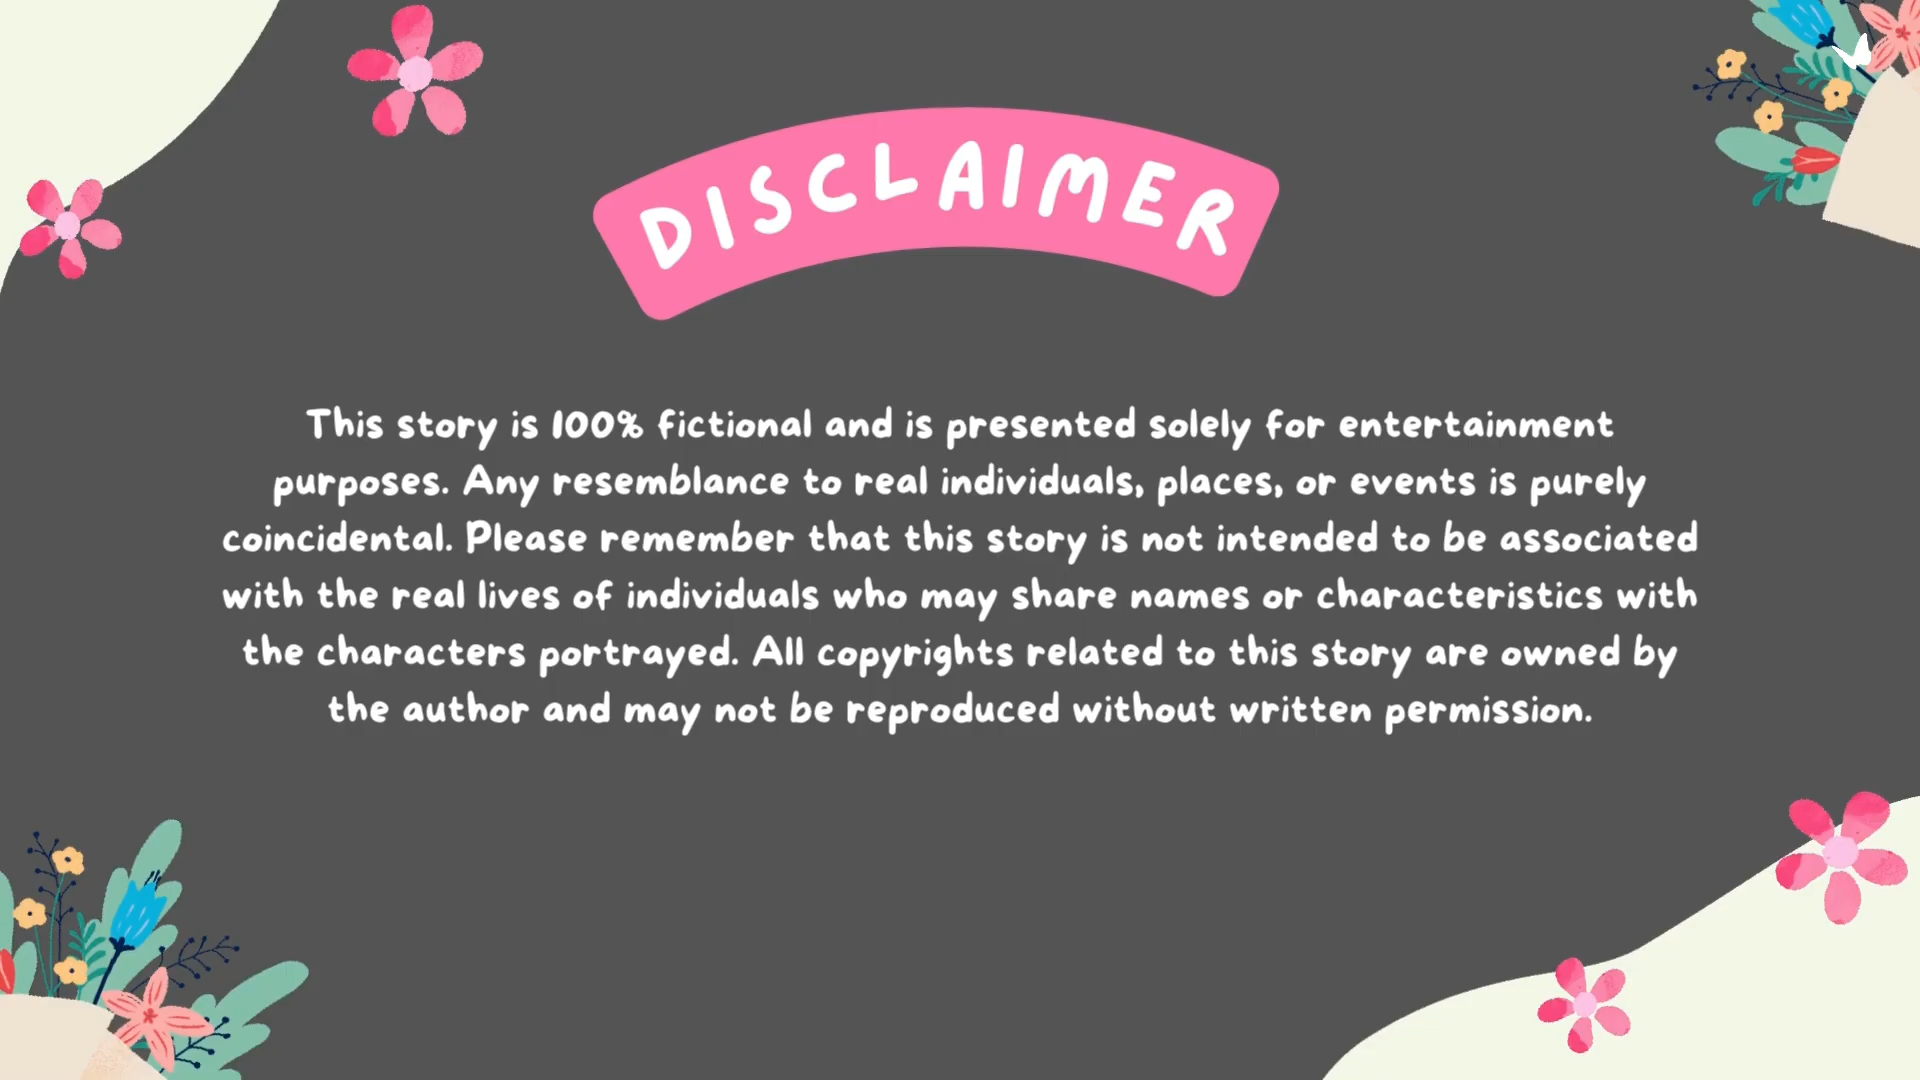 DISCLAIMER
This story is 100% fictional and is presented solely for entertainment
purposes. Any resemblance to real individuals, places, or events is purely
coincidental. Please remember that this story is not intended to be associated
with the real lives of individuals who may share names or characteristics with
the characters portrayed. All copyrights related to this story are owned by
the author and may not be reproduced without written permission.